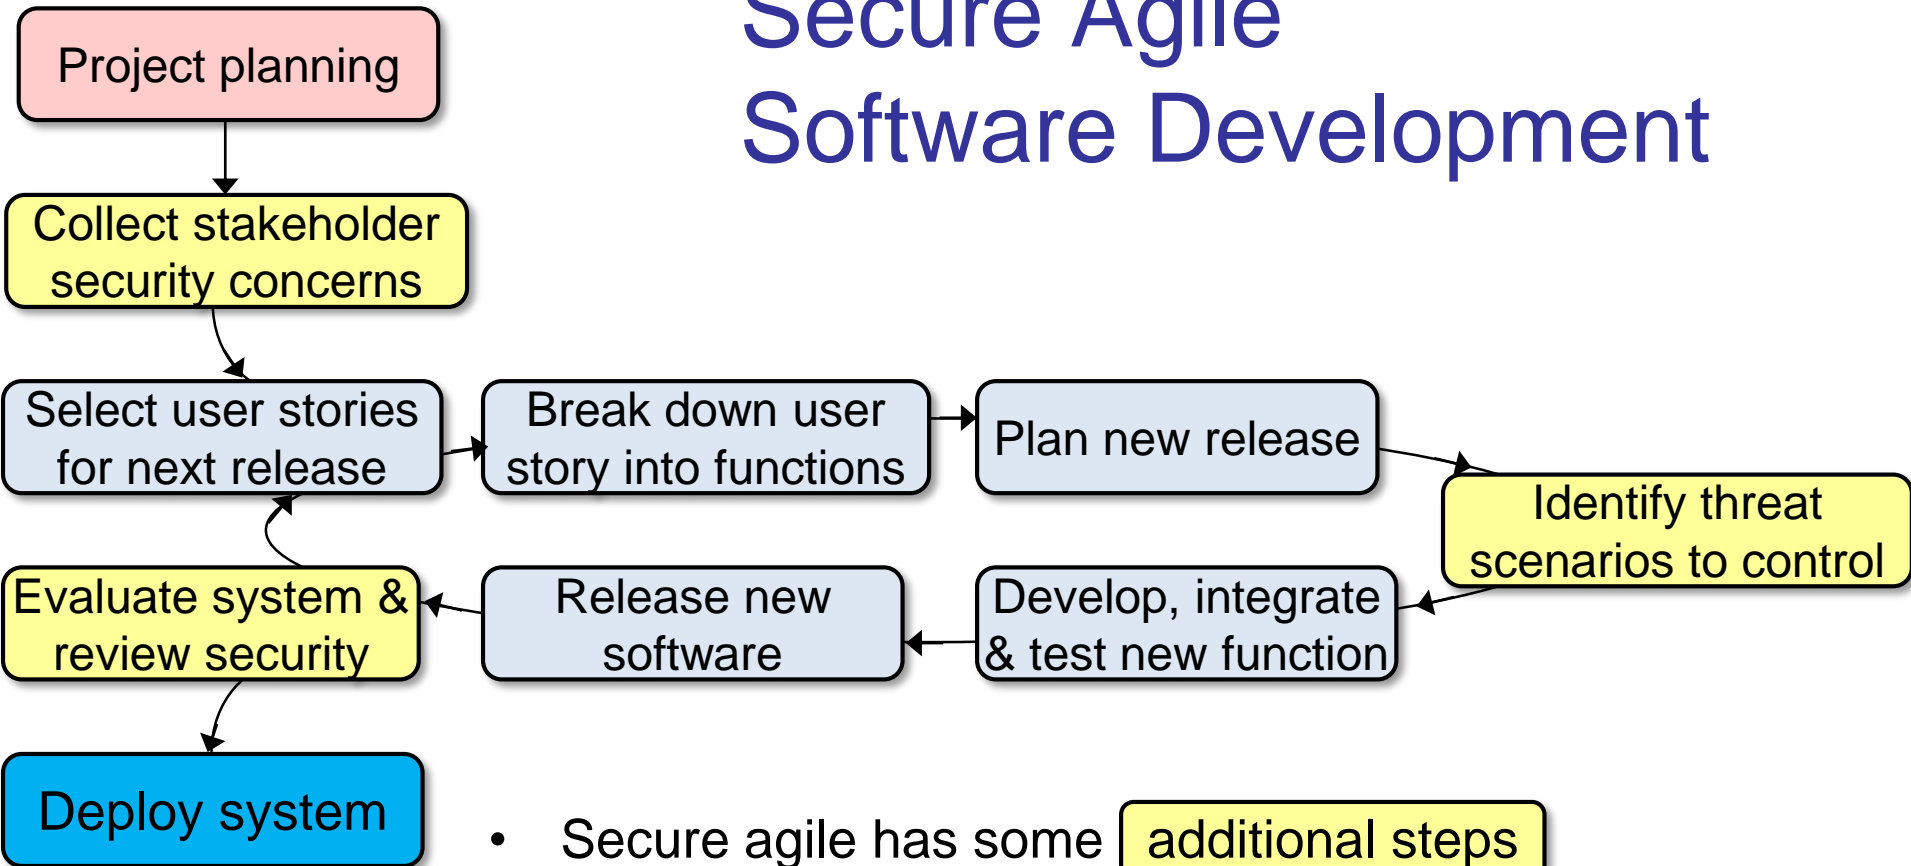 Secure Agile
Software Development
Project planning
Collect stakeholder
security concerns
Select user stories
for next release
Break down user
story into functions
Plan new release
Identify threat
scenarios to control
Develop, integrate
& test new function
Release new
software
Evaluate system &
review security
Deploy system
• Secure agile has some additional steps